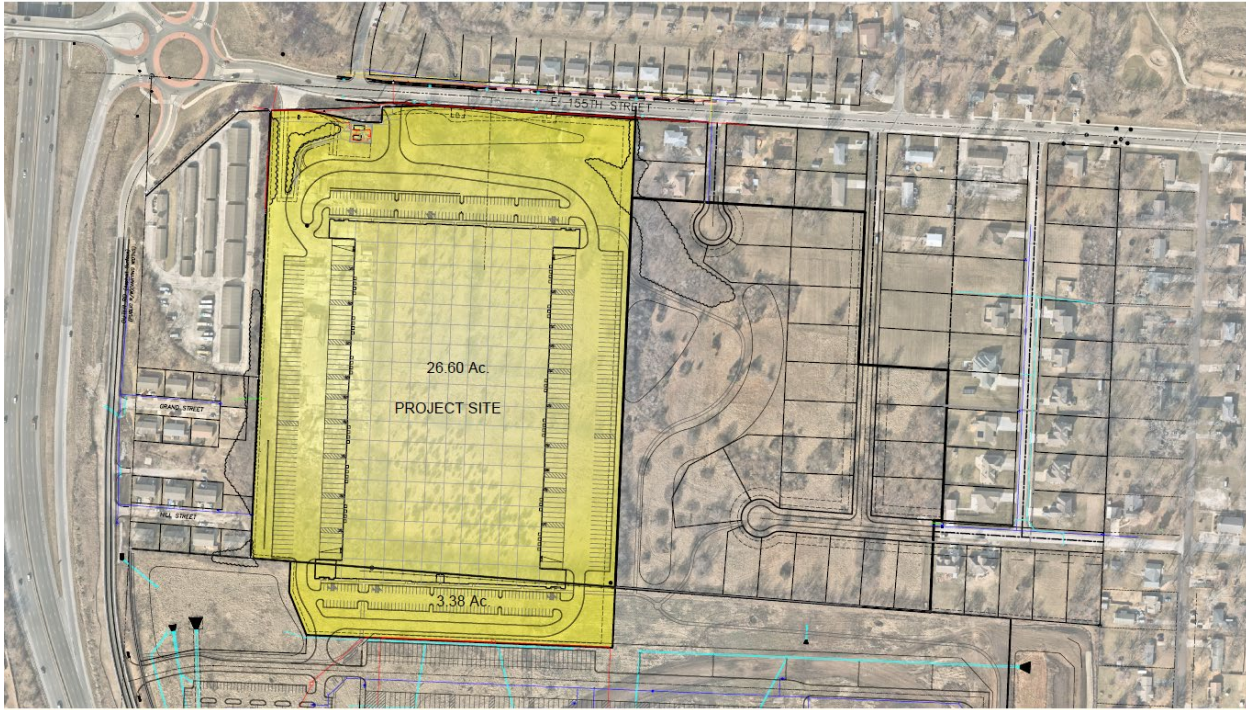 E. 155TH STREET
26.60 Ac.
PROJECT SITE
GRAND STREET
HILL STREET
3.38 Ac.